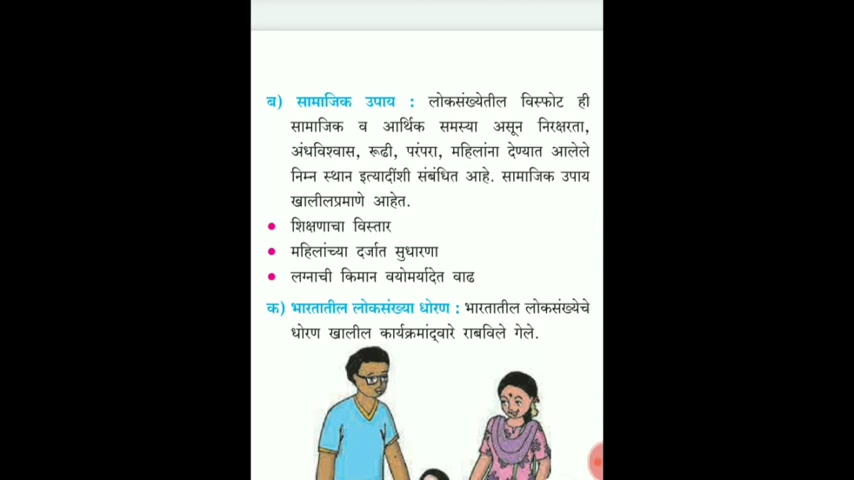 ब) सामाजिक उपाय : लोकसंख्येतील विस्फोट ही
सामाजिक व आर्थिक समस्या असून निरक्षरता,
अंधविश्वास, रूढी, परंपरा, महिलांना देण्यात आलेले
निम्न स्थान इत्यादींशी संबंधित आहे. सामाजिक उपाय
खालीलप्रमाणे आहेत.
• शिक्षणाचा विस्तार
• महिलांच्या दर्जात सुधारणा
• लग्नाची किमान वयोमर्यादेत वाढ
क) भारतातील लोकसंख्या धोरण : भारतातील लोकसंख्येचे
धोरण खालील कार्यक्रमांद्वारे राबविले गेले.